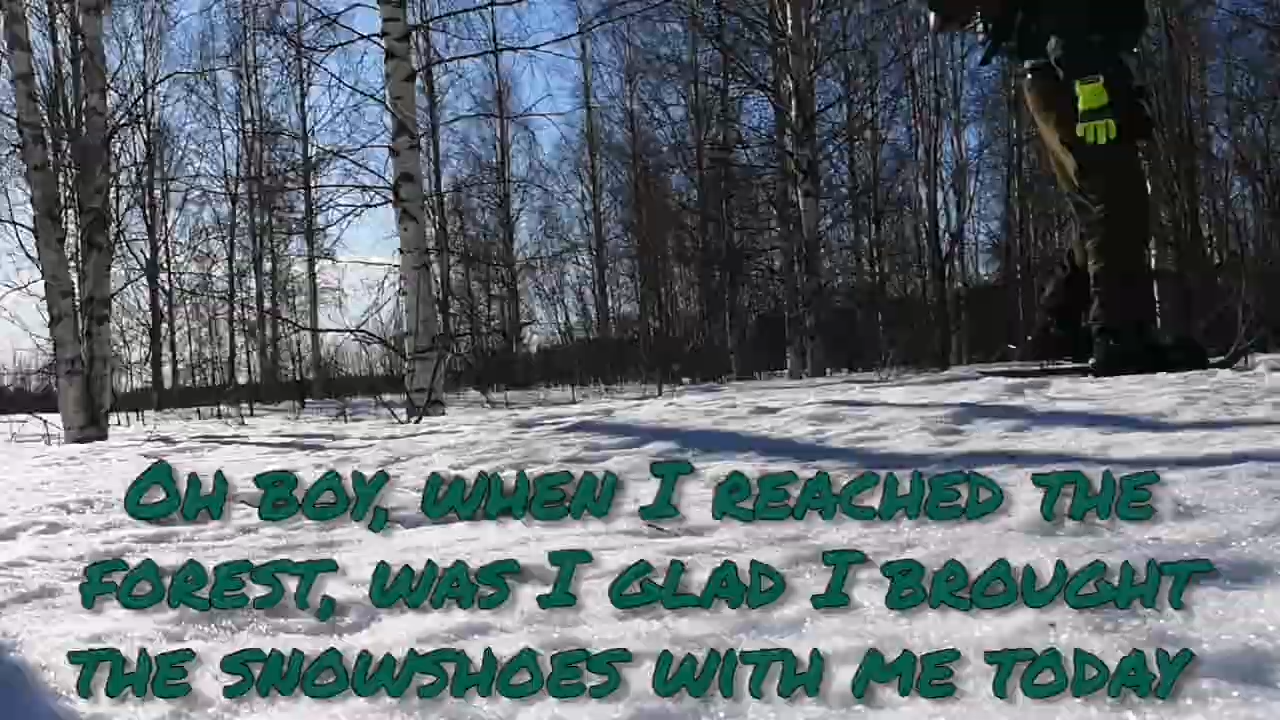 Oh boy, when I reached the
forest, was I glad I brought
the snowshoes with me today